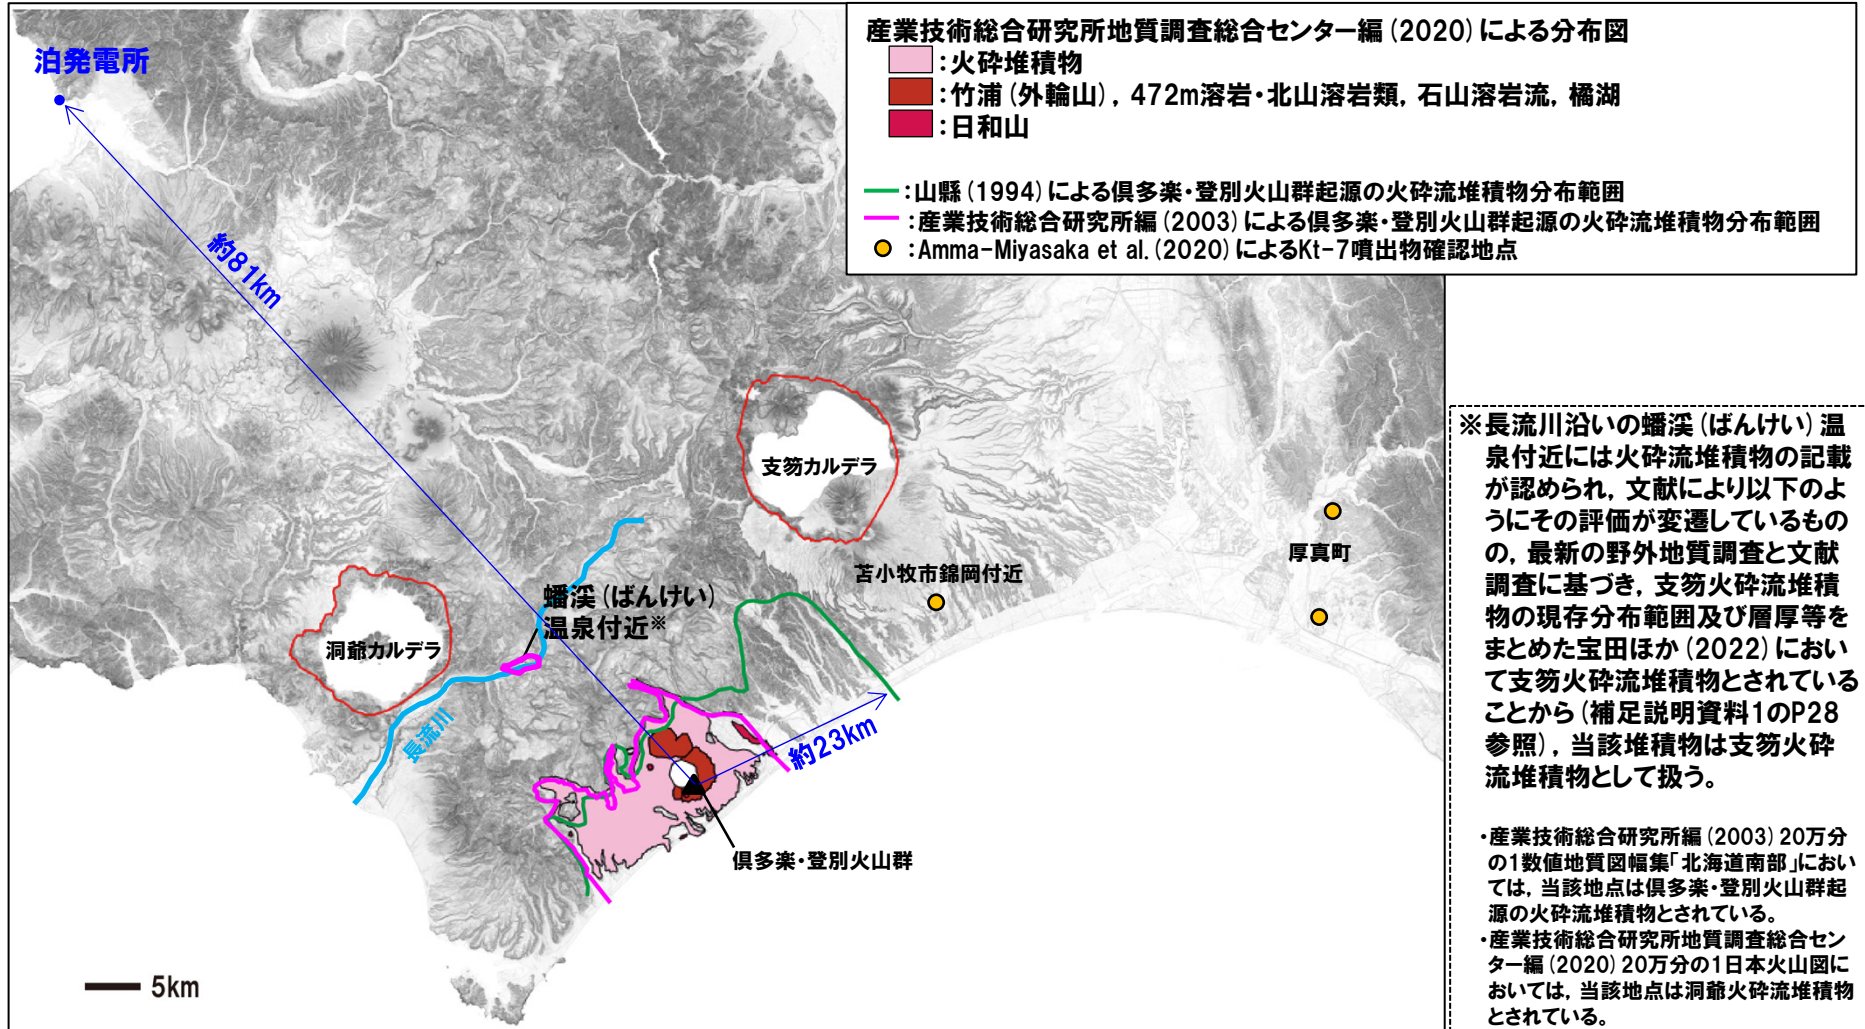 産業技術総合研究所地質調査総合センター編(2020)による分布図
:火砕堆積物
:竹浦(外輪山),472m溶岩・北山溶岩類,石山溶岩流,橘湖
:日和山
:山縣(1994)による倶多楽・登別火山群起源の火砕流堆積物分布範囲
:産業技術総合研究所編(2003)による倶多楽・登別火山群起源の火砕流堆積物分布範囲
:Amma-Miyasaka et al.(2020)によるKt-7噴出物確認地点
泊発電所
約81km
支笏カルデラ
厚真町
苫小牧市錦岡付近
蟠渓(ばんけい)
温泉付近※
洞爺カルデラ
長流川
約23km
倶多楽・登別火山群
5km
※長流川沿いの蟠渓(ばんけい)温
泉付近には火砕流堆積物の記載
が認められ,文献により以下のよ
うにその評価が変遷しているもの
の,最新の野外地質調査と文献
調査に基づき,支笏火砕流堆積
物の現存分布範囲及び層厚等を
まとめた宝田ほか(2022)におい
て支笏火砕流堆積物とされている
ことから(補足説明資料1のP28
参照),当該堆積物は支笏火砕
流堆積物として扱う。
・産業技術総合研究所編(2003)20万分
の1数値地質図幅集「北海道南部」におい
ては,当該地点は倶多楽・登別火山群起
源の火砕流堆積物とされている。
・産業技術総合研究所地質調査総合セン
ター編(2020)20万分の1日本火山図に
おいては,当該地点は洞爺火砕流堆積物
とされている。